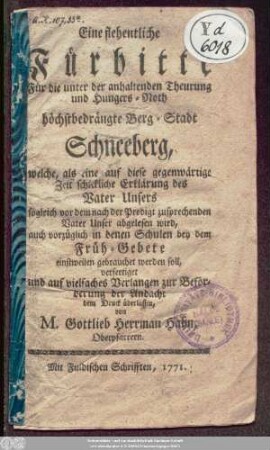 Yd
6018
Eine flehentliche
Fürbitte
Für die unter der anhaltenden Theurung
und Hungers-Noth
höchstbedrängte Berg-Stadt
Schneeberg,
welche, als eine auf diese gegenwärtige
Zeit schickliche Erklärung des
Vater Unsers
sogleich vor dem nach der Predigt zusprechenden
Vater Unser abgelesen wird,
auch vorzüglich in denen Schulen bey dem
Früh-Gebete
einstweilen gebrauchet werden soll,
verfertiget
und auf vielfaches Verlangen zur Beför-
derung der Andacht
dem Druck überlassen,
von
M. Gottlieb Herrman Hahn,
Oberpfarrern.
Mit Fuldischen Schrifften, 1771.